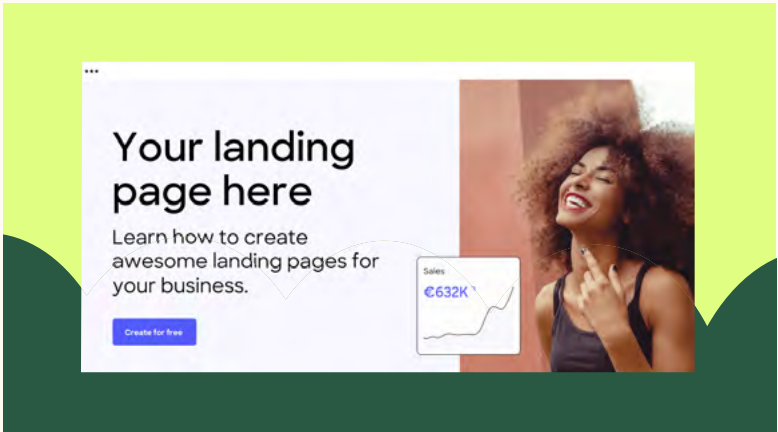 Your landing
page here
Learn how to create
awesome landing pages for
your business.
Create for free
Sales
€632K